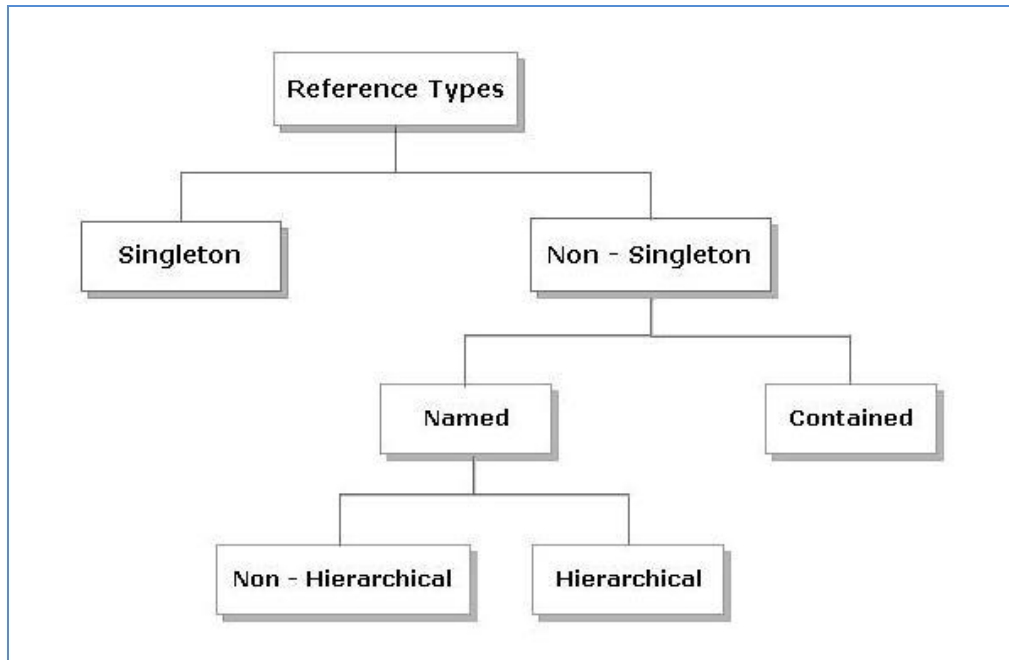 Reference Types
Singleton
Non - Singleton
Named
Contained
Non - Hierarchical
Hierarchical